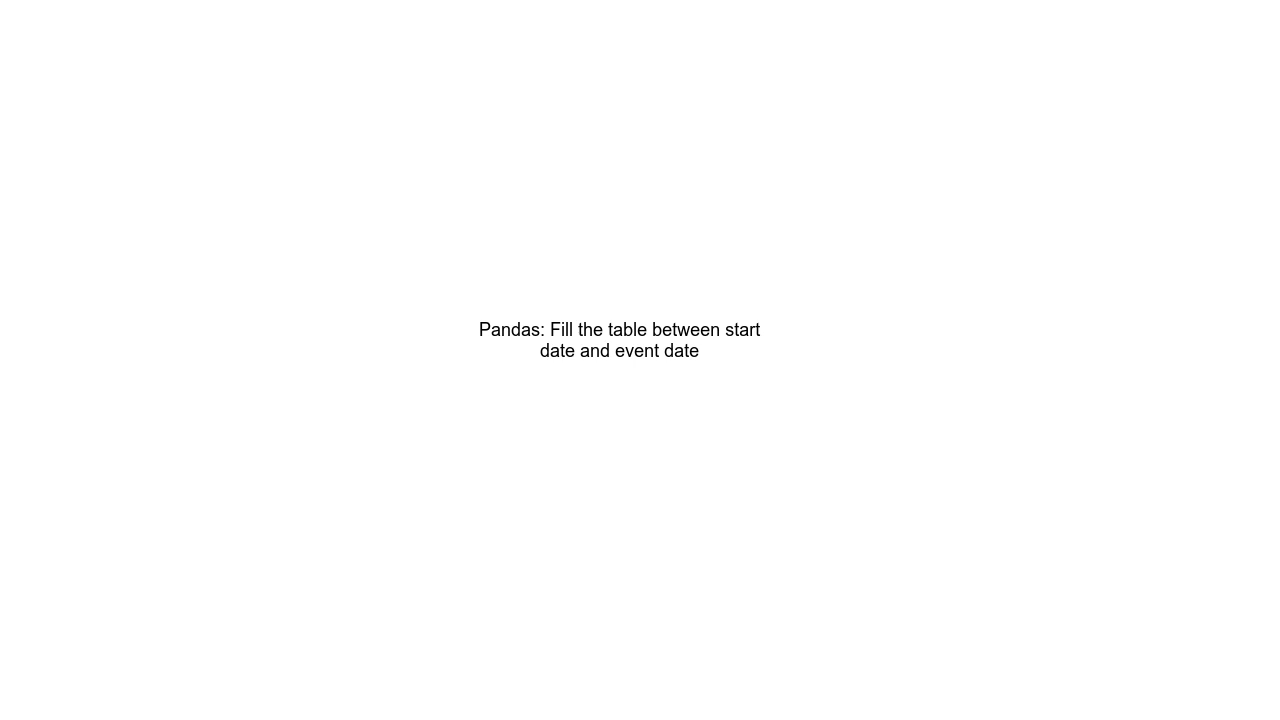 Pandas: Fill the table between start
date and event date